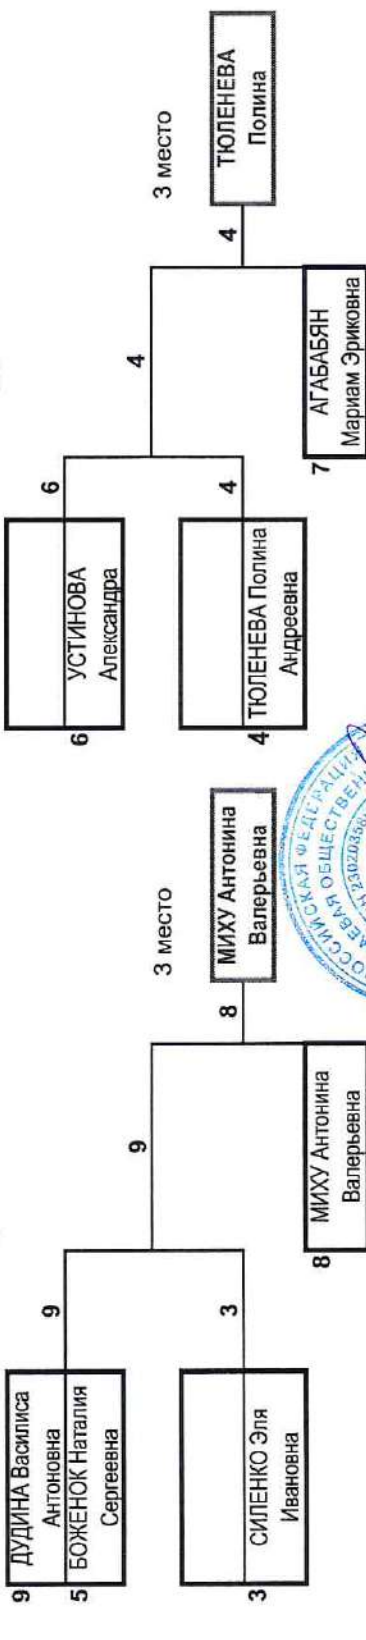 9
ДУДИНА Василиса
Антоновна
5
БОЖЕНОК Наталия
Сергеевна
9
3
СИЛЕНКО Эля
Ивановна
3
9
8
МИХУ Антонина
Валерьевна
8
3 место
МИХУ Антонина
Валерьевна
6
УСТИНОВА
Александра
6
4
ТЮЛЕНЕВА Полина
Андреевна
4
4
7
АГАБАБЯН
Мариам Эриковна
4
3 место
ТЮЛЕНЕВА
Полина
РОССИЙСКАЯ ФЕДЕРАЦИЯ